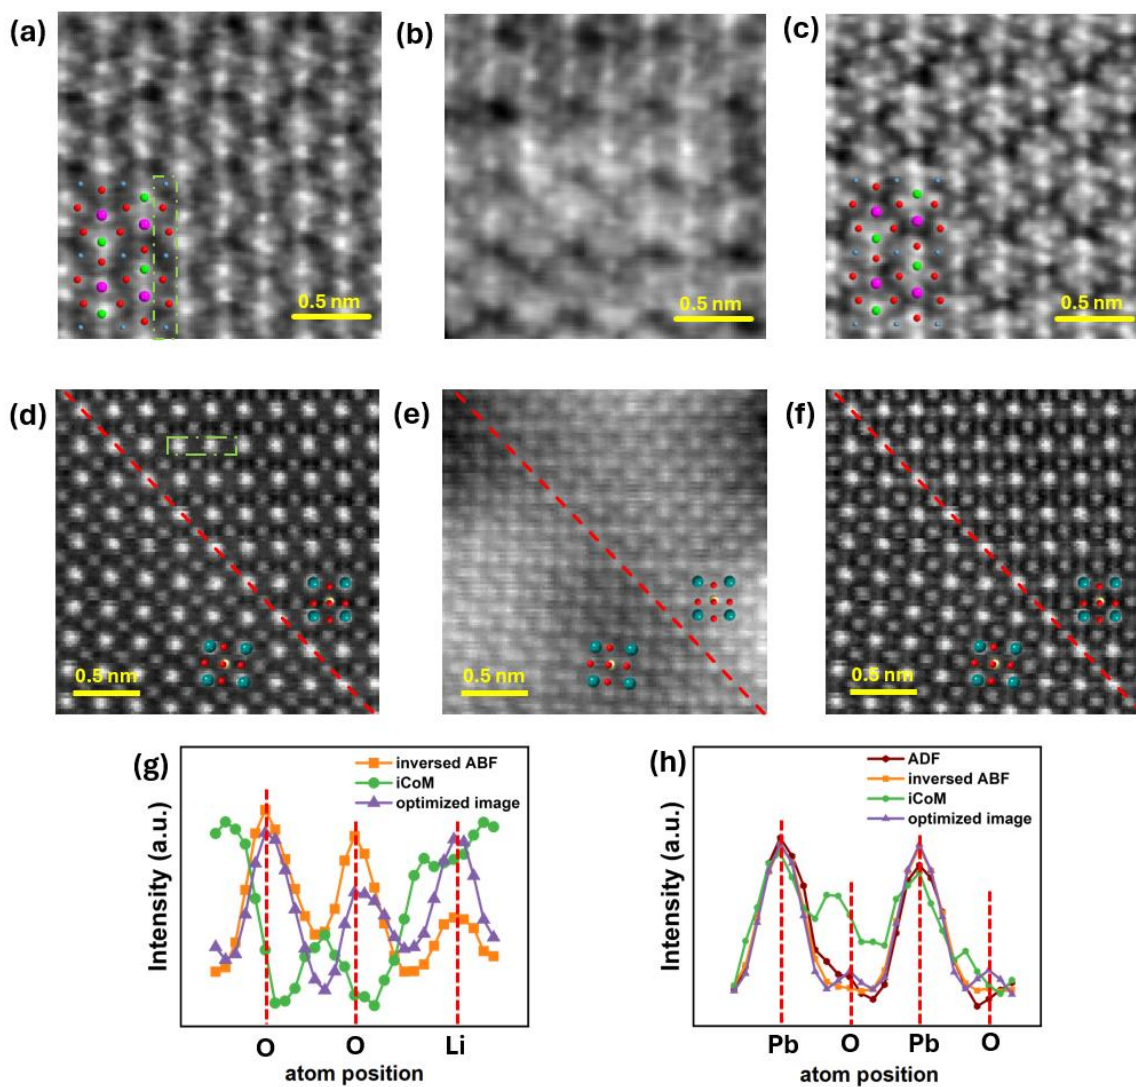 (a)
(b)
(c)
0.5 nm
0.5 nm
0.5 nm
(d)
(e)
(f)
0.5 nm
0.5 nm
0.5 nm
(g)
inversed ABF
iCoM
optimized image
Intensity (a.u.)
O O Li
atom position
(h)
ADF
inversed ABF
iCoM
optimized image
Intensity (a.u.)
Pb O Pb O
atom position